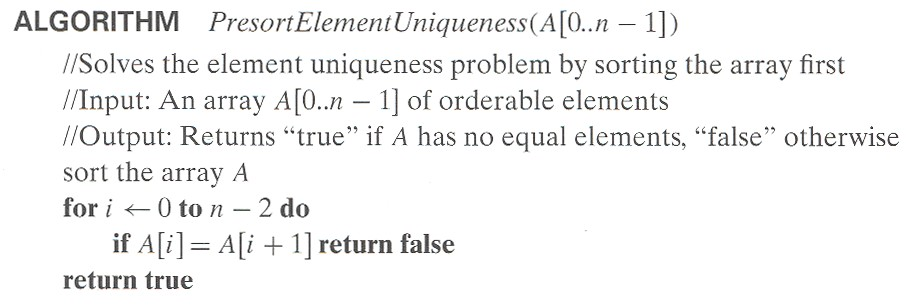 ALGORITHM PresortElementUniqueness(A[0..n − 1])
//Solves the element uniqueness problem by sorting the array first
//Input: An array A[0..n − 1] of orderable elements
//Output: Returns “true” if A has no equal elements, “false” otherwise
sort the array A
for i ← 0 to n − 2 do
if A[i] = A[i + 1] return false
return true